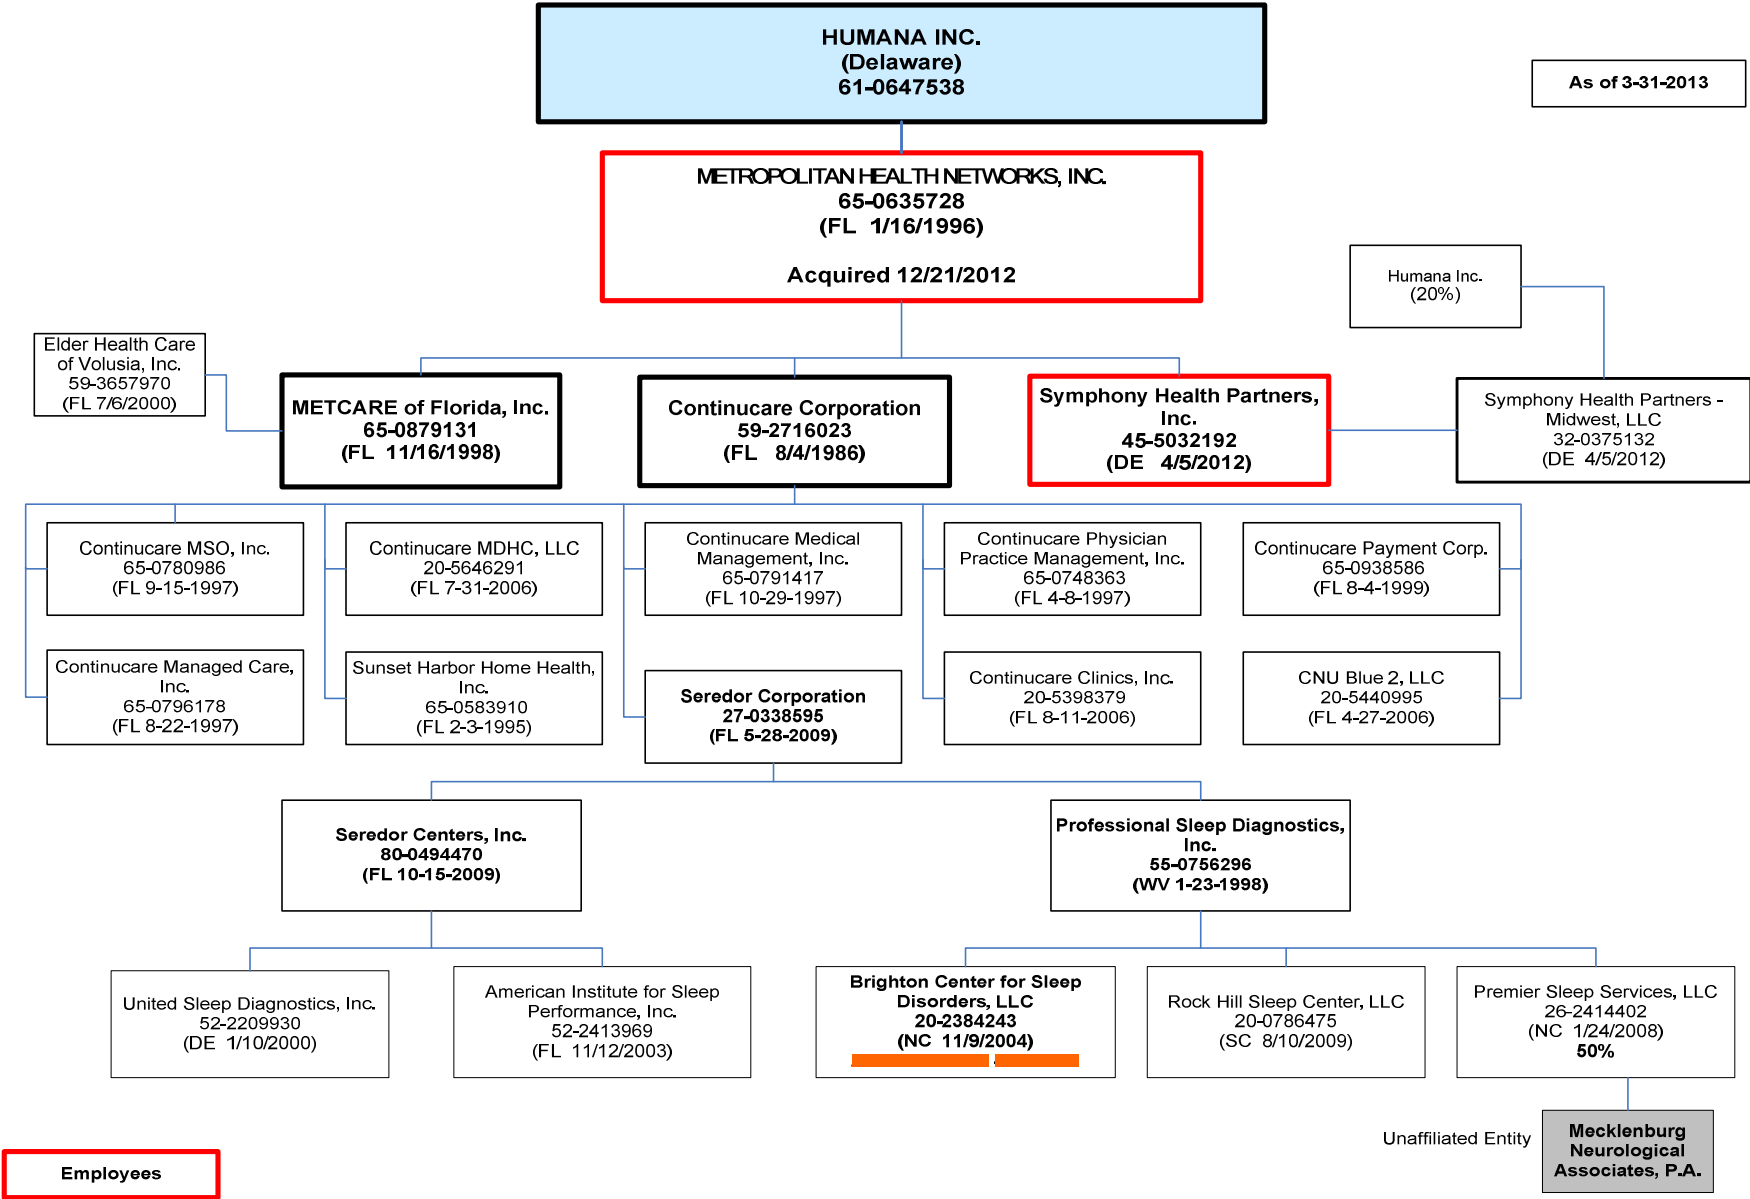 HUMANA INC.
(Delaware)
61-0647538
As of 3-31-2013
METROPOLITAN HEALTH NETWORKS, INC.
65-0635728
(FL 1/16/1996)
Acquired 12/21/2012
Humana Inc.
(20%)
Elder Health Care
of Volusia, Inc.
59-3657970
(FL 7/6/2000)
METCARE of Florida, Inc.
65-0879131
(FL 11/16/1998)
Continucare Corporation
59-2716023
(FL 8/4/1986)
Symphony Health Partners,
Inc.
45-5032192
(DE 4/5/2012)
Symphony Health Partners -
Midwest, LLC
32-0375132
(DE 4/5/2012)
Continucare MSO, Inc.
65-0780986
(FL 9-15-1997)
Continucare MDHC, LLC
20-5646291
(FL 7-31-2006)
Continucare Medical
Management, Inc.
65-0791417
(FL 10-29-1997)
Continucare Physician
Practice Management, Inc.
65-0748363
(FL 4-8-1997)
Continucare Payment Corp.
65-0938586
(FL 8-4-1999)
Continucare Managed Care,
Inc.
65-0796178
(FL 8-22-1997)
Sunset Harbor Home Health,
Inc.
65-0583910
(FL 2-3-1995)
Seredor Corporation
27-0338595
(FL 5-28-2009)
Continucare Clinics, Inc.
20-5398379
(FL 8-11-2006)
CNU Blue 2, LLC
20-5440995
(FL 4-27-2006)
Seredor Centers, Inc.
80-0494470
(FL 10-15-2009)
Professional Sleep Diagnostics,
Inc.
55-0756296
(WV 1-23-1998)
United Sleep Diagnostics, Inc.
52-2209930
(DE 1/10/2000)
American Institute for Sleep
Performance, Inc.
52-2413969
(FL 11/12/2003)
Brighton Center for Sleep
Disorders, LLC
20-2384243
(NC 11/9/2004)
Rock Hill Sleep Center, LLC
20-0786475
(SC 8/10/2009)
Premier Sleep Services, LLC
26-2414402
(NC 1/24/2008)
50%
Unaffiliated Entity
Mecklenburg
Neurological
Associates, P.A.
Employees